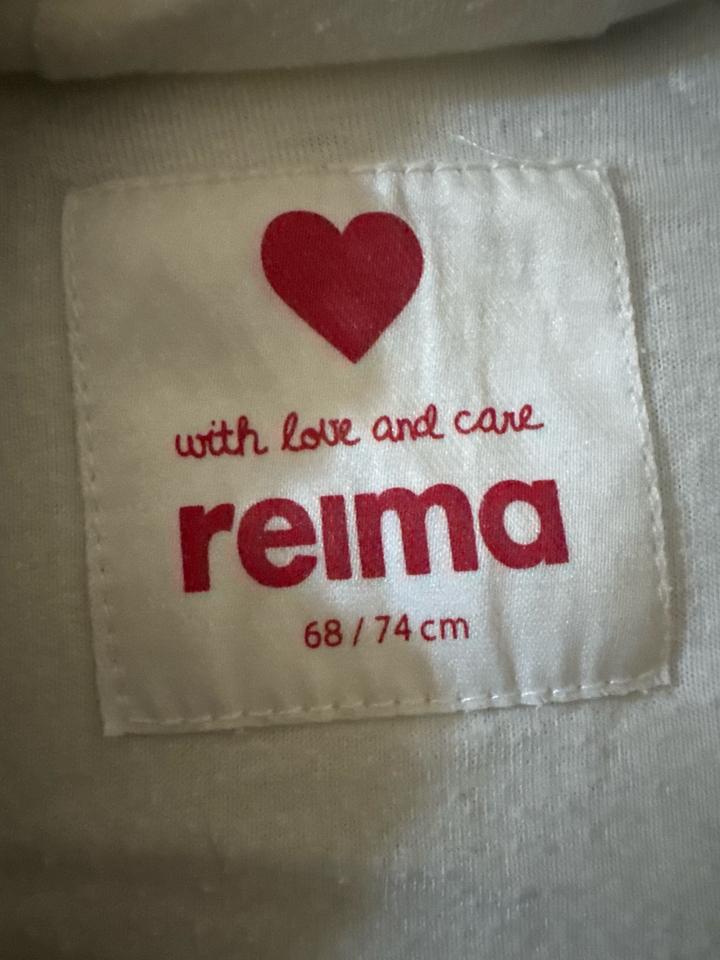 with love and care
reima
68 / 74 cm